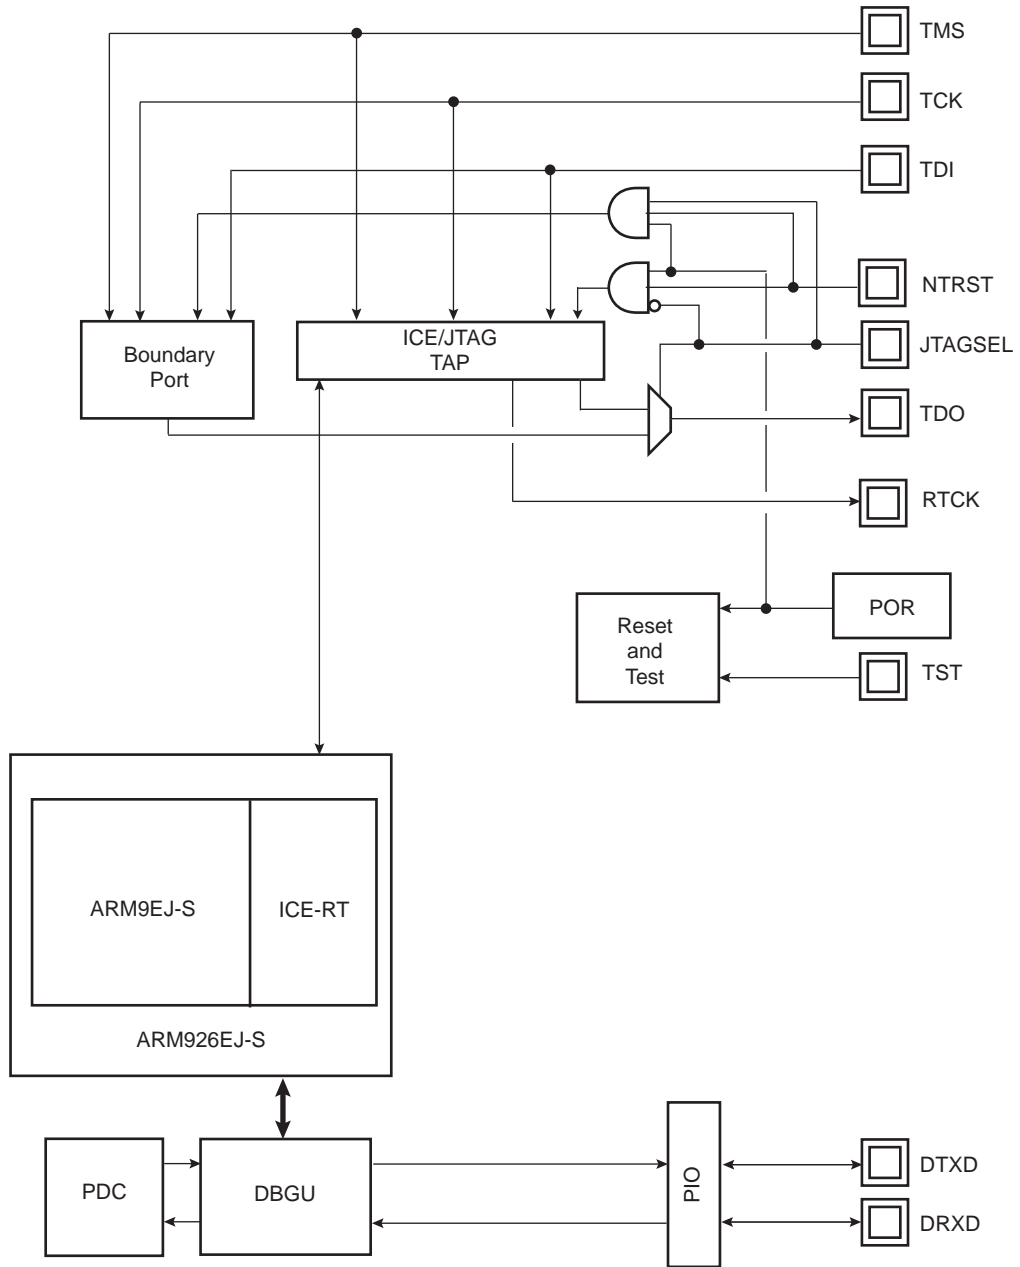 TMS
TCK
TDI
NTRST
JTAGSEL
Boundary
Port
ICE/JTAG
TAP
TDO
RTCK
POR
Reset
and
Test
TST
ARM9EJ-S
ICE-RT
ARM926EJ-S
PDC
DBGU
PIO
DTXD
DRXD